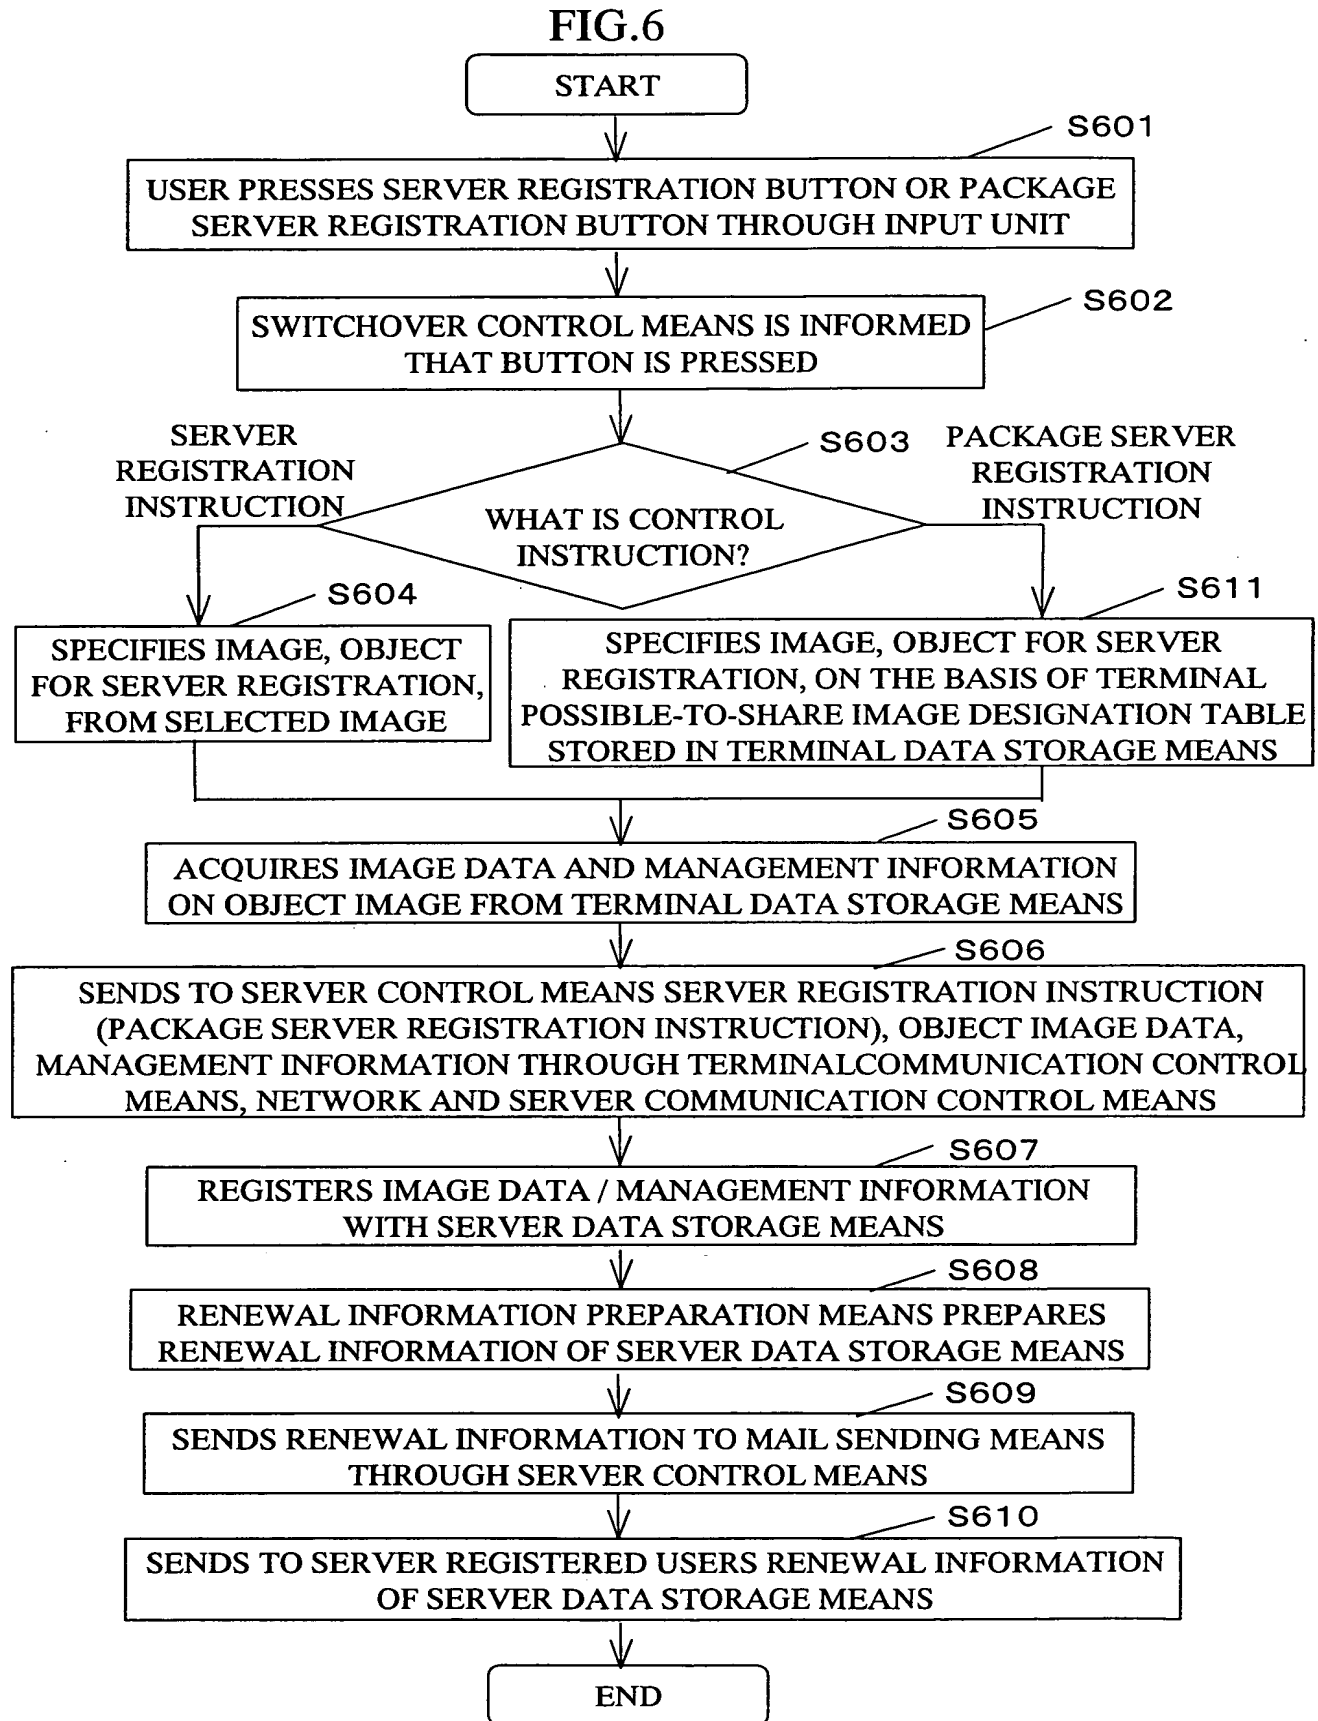 FIG.6
START
S601
USER PRESSES SERVER REGISTRATION BUTTON OR PACKAGE
SERVER REGISTRATION BUTTON THROUGH INPUT UNIT
S602
SWITCHOVER CONTROL MEANS IS INFORMED
THAT BUTTON IS PRESSED
SERVER
REGISTRATION
INSTRUCTION
S603
PACKAGE SERVER
REGISTRATION
INSTRUCTION
WHAT IS CONTROL
INSTRUCTION?
S604
SPECIFIES IMAGE, OBJECT
FOR SERVER REGISTRATION,
FROM SELECTED IMAGE
S611
SPECIFIES IMAGE, OBJECT FOR SERVER
REGISTRATION, ON THE BASIS OF TERMINAL
POSSIBLE-TO-SHARE IMAGE DESIGNATION TABLE
STORED IN TERMINAL DATA STORAGE MEANS
S605
ACQUIRES IMAGE DATA AND MANAGEMENT INFORMATION
ON OBJECT IMAGE FROM TERMINAL DATA STORAGE MEANS
S606
SENDS TO SERVER CONTROL MEANS SERVER REGISTRATION INSTRUCTION
(PACKAGE SERVER REGISTRATION INSTRUCTION), OBJECT IMAGE DATA,
MANAGEMENT INFORMATION THROUGH TERMINALCOMMUNICATION CONTROL
MEANS, NETWORK AND SERVER COMMUNICATION CONTROL MEANS
S607
REGISTERS IMAGE DATA / MANAGEMENT INFORMATION
WITH SERVER DATA STORAGE MEANS
S608
RENEWAL INFORMATION PREPARATION MEANS PREPARES
RENEWAL INFORMATION OF SERVER DATA STORAGE MEANS
S609
SENDS RENEWAL INFORMATION TO MAIL SENDING MEANS
THROUGH SERVER CONTROL MEANS
S610
SENDS TO SERVER REGISTERED USERS RENEWAL INFORMATION
OF SERVER DATA STORAGE MEANS
END